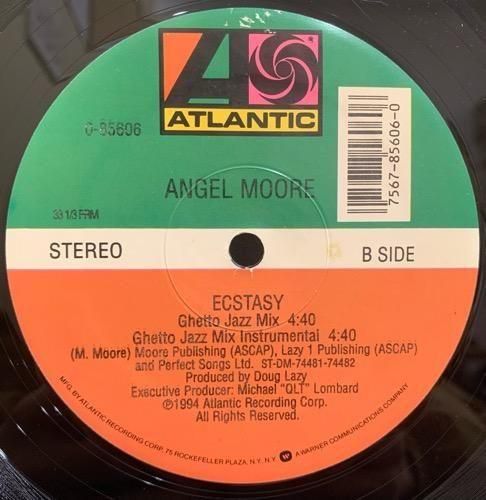 ATLANTIC
0-85606
ANGEL MOORE
7567-85606-0
33 1/3 RPM
STEREO
B SIDE
ECSTASY
Ghetto Jazz Mix 4:40
Ghetto Jazz Mix Instrumental 4:40
(M. Moore) Moore Publishing (ASCAP), Lazy 1 Publishing (ASCAP)
and Perfect Songs Ltd. ST-DM-74481-74482
Produced by Doug Lazy
Executive Producer: Michael "QLT" Lombard
℗1994 Atlantic Recording Corp.
All Rights Reserved.
MFG. BY ATLANTIC RECORDING CORP. 75 ROCKEFELLER PLAZA, N.Y. N.Y. A WARNER COMMUNICATIONS COMPANY